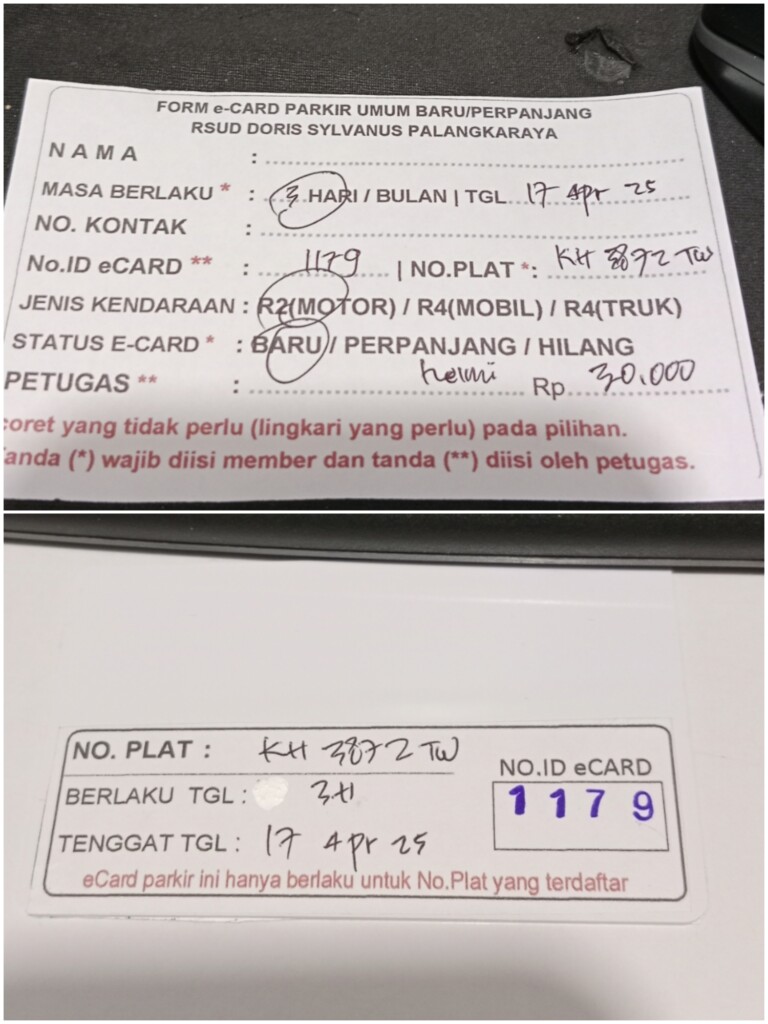 FORM e-CARD PARKIR UMUM BARU/PERPANJANG
RSUD DORIS SYLVANUS PALANGKARAYA
NAMA :
MASA BERLAKU * : 3 HARI / BULAN | TGL 17 Apr 25
NO. KONTAK :
No.ID eCARD ** : 1179 | NO.PLAT *: KH 3872 TW
JENIS KENDARAAN : R2(MOTOR) / R4(MOBIL) / R4(TRUK)
STATUS E-CARD * : BARU / PERPANJANG / HILANG
PETUGAS ** : helmi Rp 30.000
coret yang tidak perlu (lingkari yang perlu) pada pilihan.
anda (*) wajib diisi member dan tanda (**) diisi oleh petugas.
NO. PLAT : KH 3872 TW
NO.ID eCARD
BERLAKU TGL : 3H
1179
TENGGAT TGL : 17 Apr 25
eCard parkir ini hanya berlaku untuk No.Plat yang terdaftar